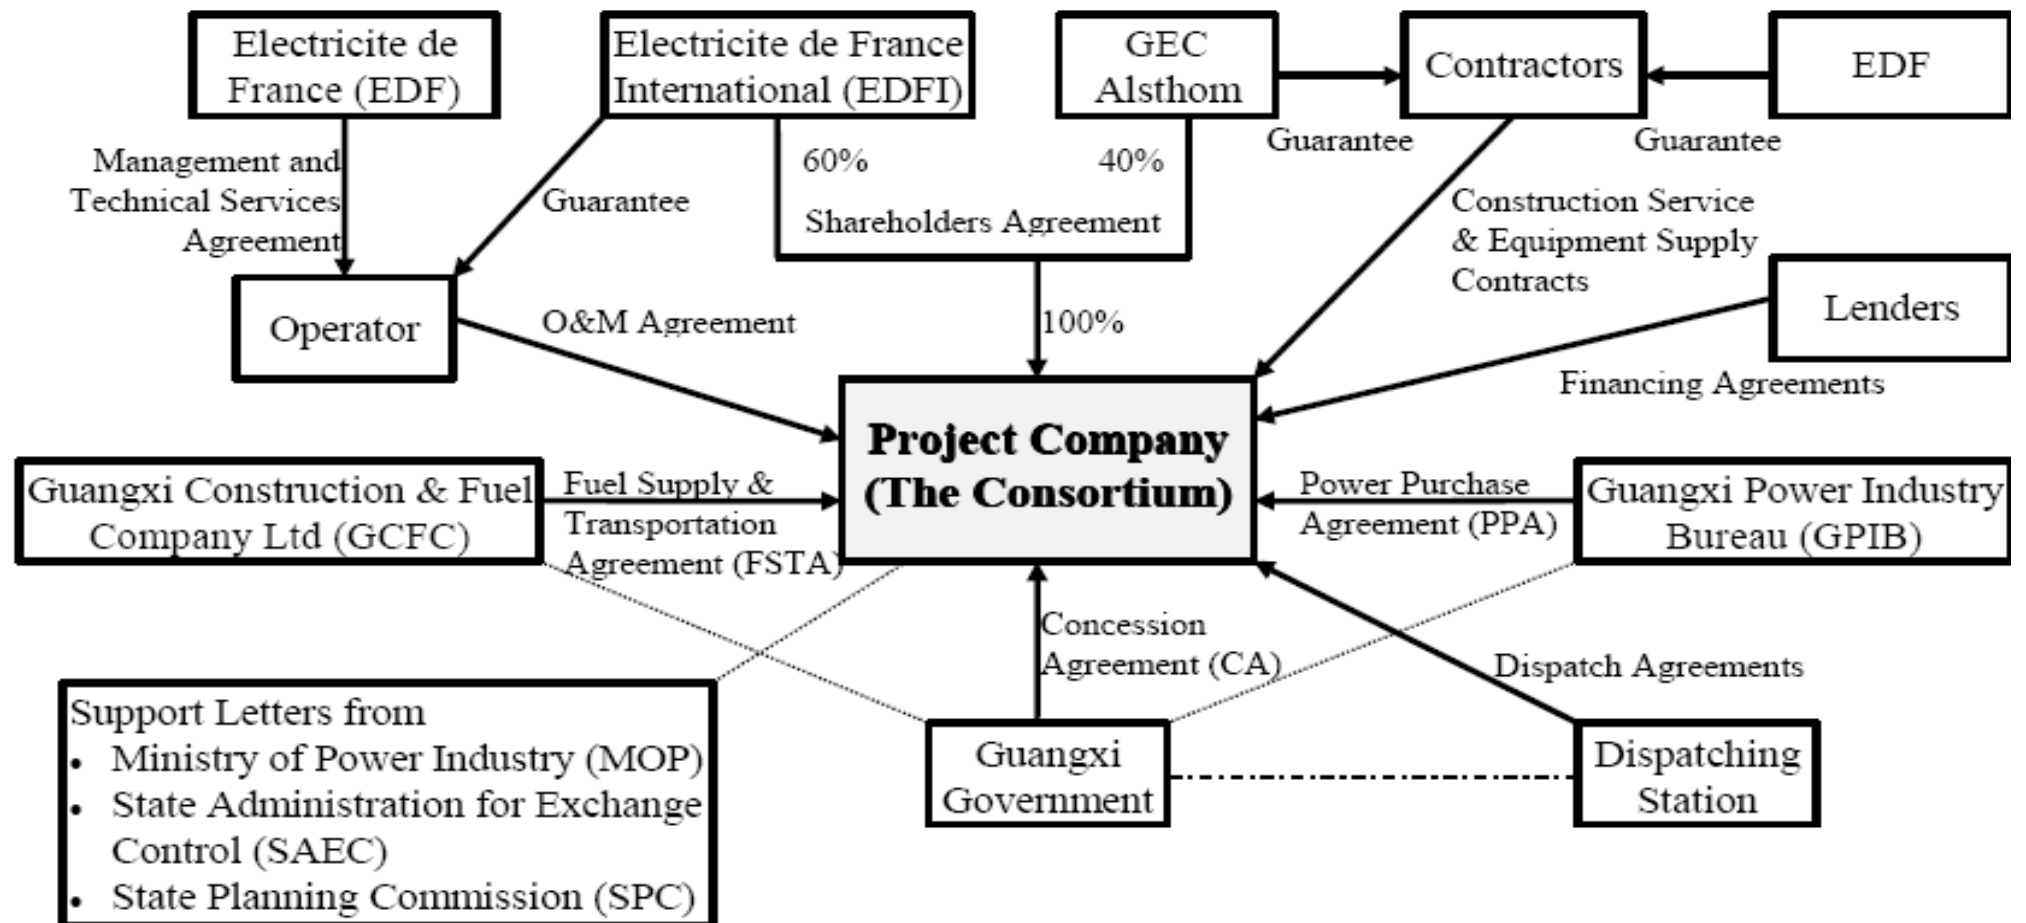 Electricite de
France (EDF)
Electricite de France
International (EDFI)
GEC
Alsthom
Contractors
EDF
Guarantee
Guarantee
Management and
Technical Services
Agreement
Guarantee
60%
40%
Shareholders Agreement
Construction Service
& Equipment Supply
Contracts
Operator
O&M Agreement
100%
Lenders
Financing Agreements
Project Company
(The Consortium)
Guangxi Construction & Fuel
Company Ltd (GCFC)
Fuel Supply &
Transportation
Agreement (FSTA)
Power Purchase
Agreement (PPA)
Guangxi Power Industry
Bureau (GPIB)
Concession
Agreement (CA)
Dispatch Agreements
Support Letters from
• Ministry of Power Industry (MOP)
• State Administration for Exchange
Control (SAEC)
• State Planning Commission (SPC)
Guangxi
Government
Dispatching
Station